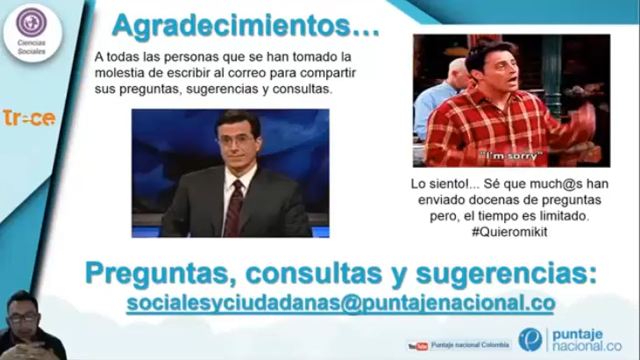 Ciencias
Sociales
Agradecimientos...
A todas las personas que se han tomado la
molestia de escribir al correo para compartir
sus preguntas, sugerencias y consultas.
Trece
"I'm sorry"
Lo siento!... Sé que much@s han
enviado docenas de preguntas
pero, el tiempo es limitado.
#Quieromikit
Preguntas, consultas y sugerencias:
socialesyciudadanas@puntajenacional.co
You Tube Puntaje nacional Colombia
puntaje
nacional.co